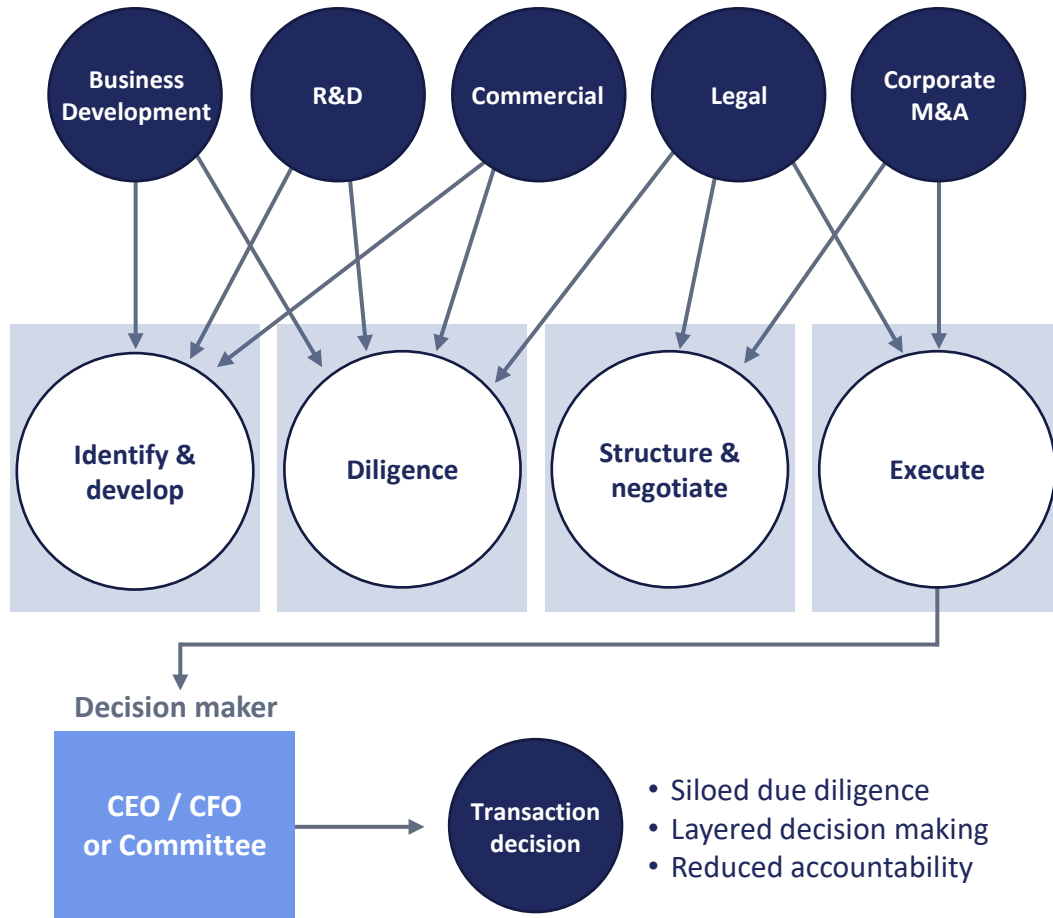 Business
Development
R&D
Commercial
Legal
Corporate
M&A
Identify &
develop
Diligence
Structure &
negotiate
Execute
Decision maker
CEO / CFO
or Committee
Transaction
decision
• Siloed due diligence
• Layered decision making
• Reduced accountability